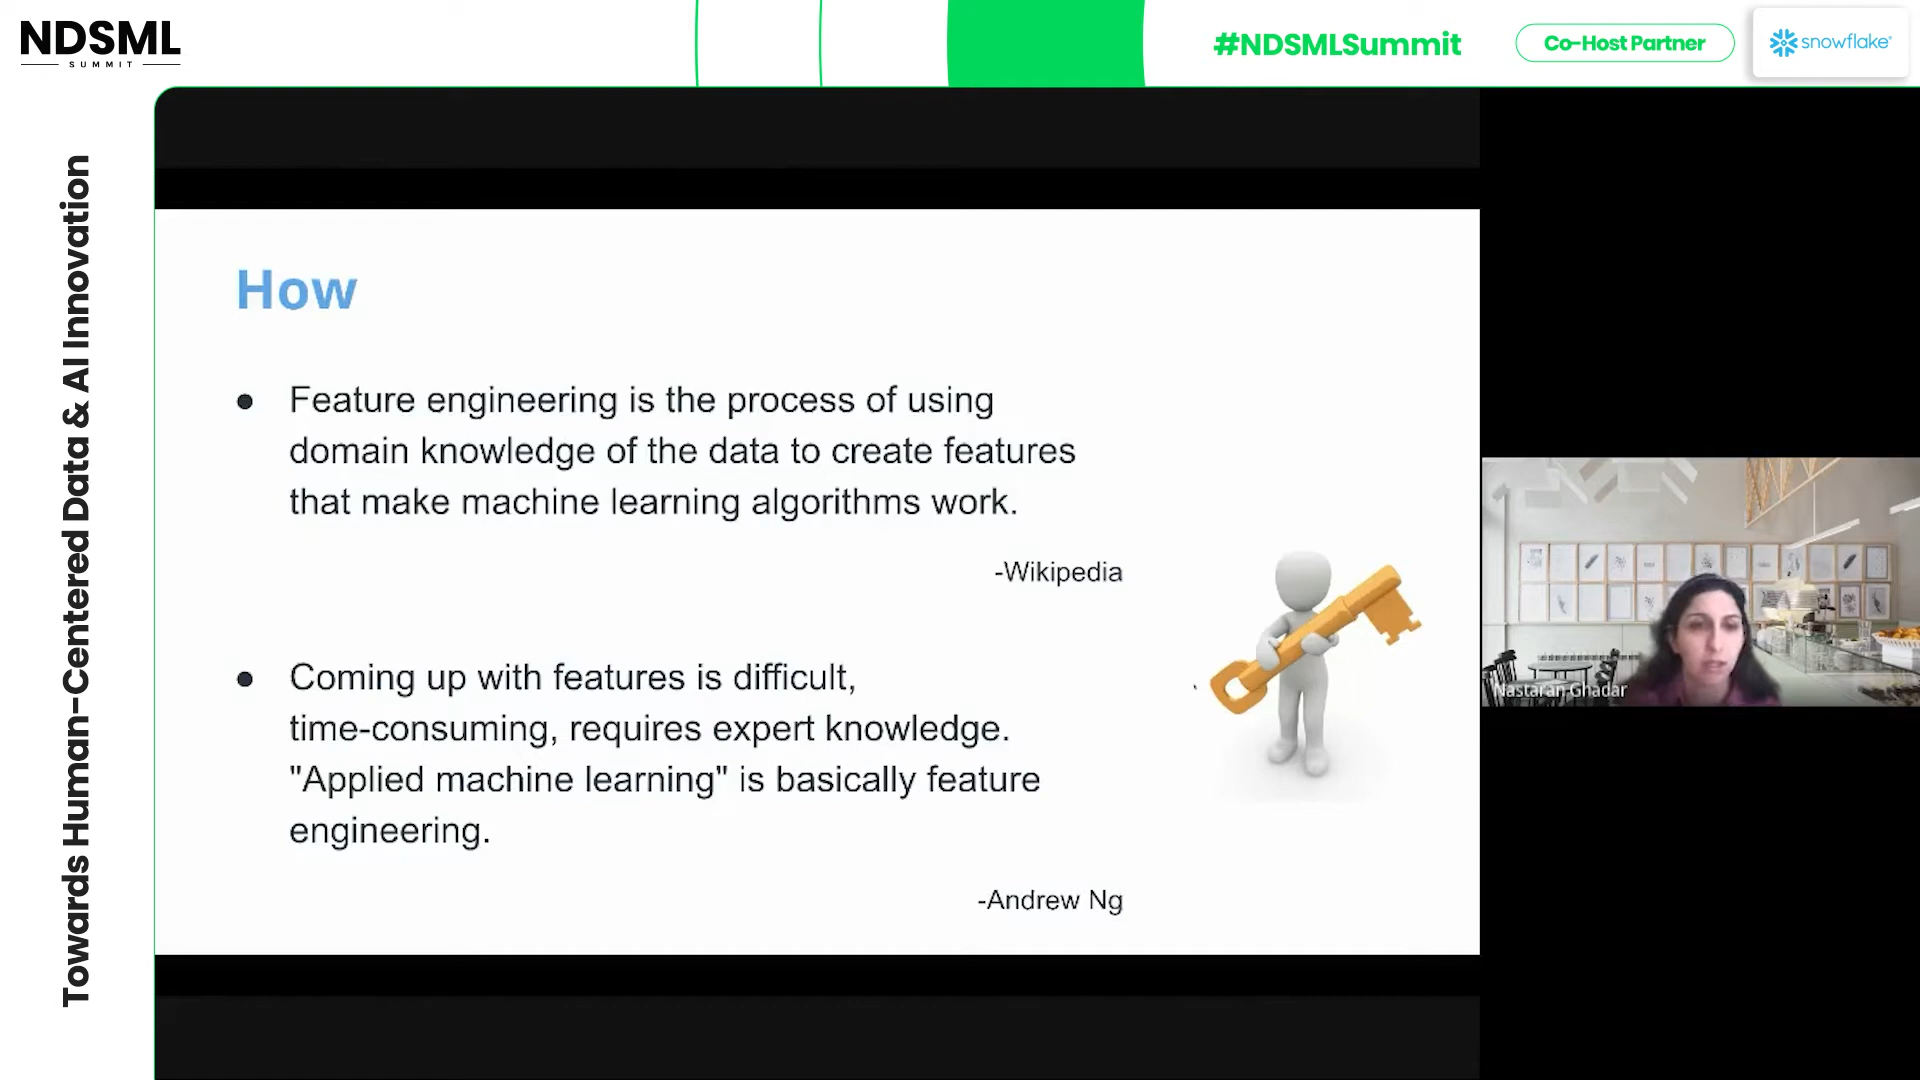 NDSML
SUMMIT
#NDSMLSummit
Co-Host Partner
snowflake®
Towards Human-Centered Data & AI Innovation
How
● Feature engineering is the process of using
domain knowledge of the data to create features
that make machine learning algorithms work.
-Wikipedia
● Coming up with features is difficult,
time-consuming, requires expert knowledge.
"Applied machine learning" is basically feature
engineering.
-Andrew Ng
Nastaran Ghadar